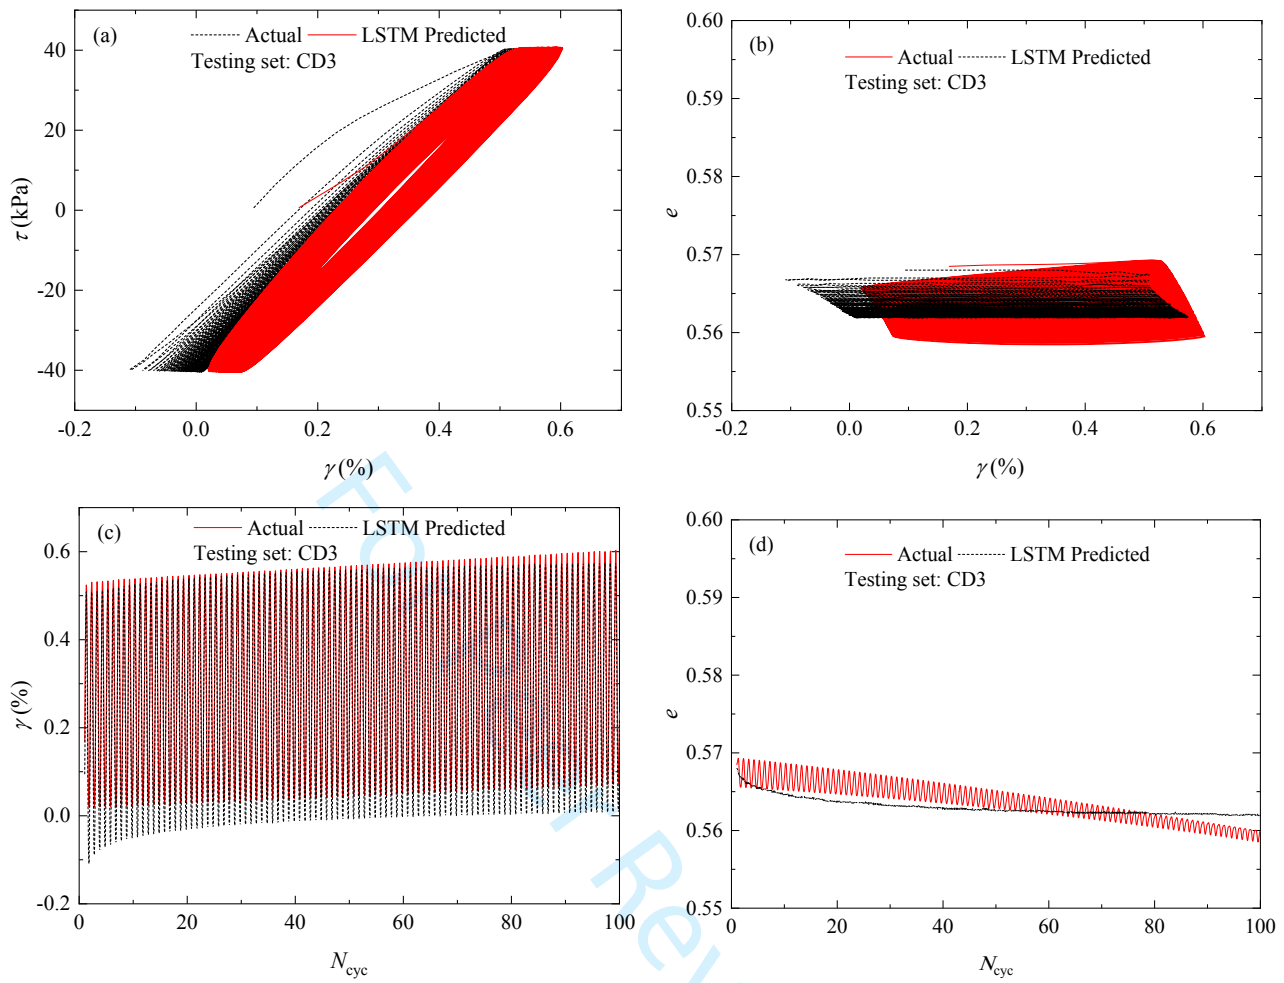 (a) Actual LSTM Predicted
Testing set: CD3
40
20
0
-20
-40
τ (kPa)
-0.2 0.0 0.2 0.4 0.6
γ (%)
(b)
Actual LSTM Predicted
Testing set: CD3
0.60
0.59
0.58
0.57
0.56
0.55
e
-0.2 0.0 0.2 0.4 0.6
γ (%)
(c) Actual LSTM Predicted
Testing set: CD3
0.6
0.4
0.2
0.0
-0.2
γ (%)
0 20 40 60 80 100
Ncyc
(d) Actual LSTM Predicted
Testing set: CD3
0.60
0.59
0.58
0.57
0.56
0.55
e
0 20 40 60 80 100
Ncyc